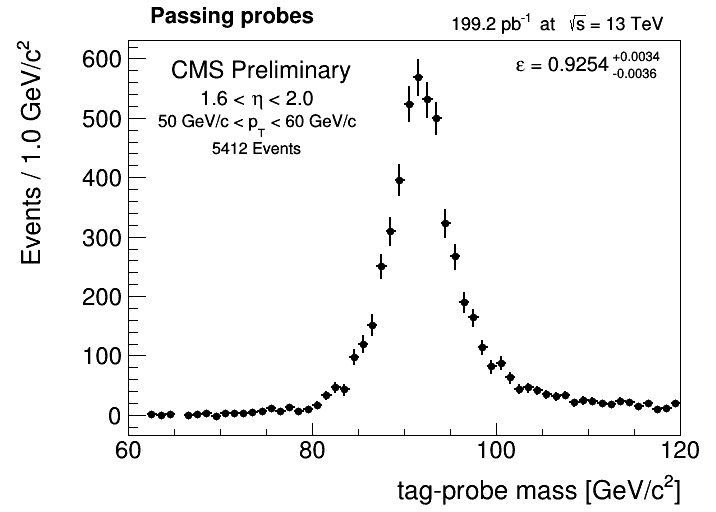 Passing probes
199.2 pb⁻¹ at √s = 13 TeV
CMS Preliminary
1.6 < η < 2.0
50 GeV/c < p_T < 60 GeV/c
5412 Events
ε = 0.9254 +0.0034 -0.0036
Events / 1.0 GeV/c²
600
500
400
300
200
100
0
60 80 100 120
tag-probe mass [GeV/c²]